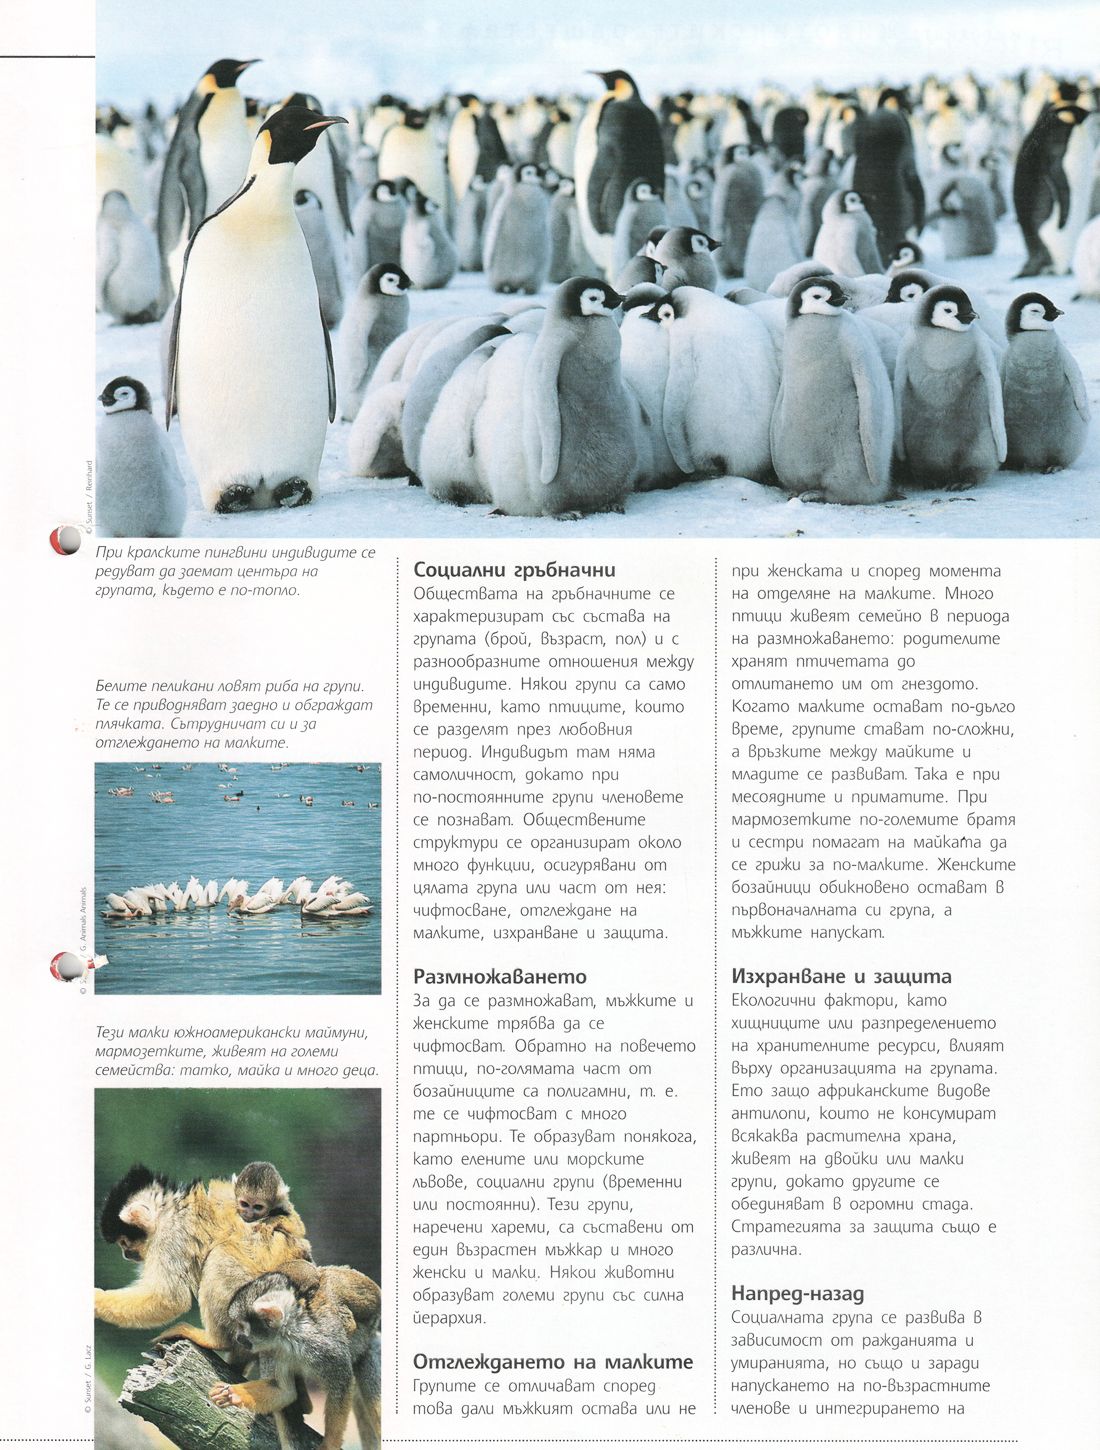 © Sunset / Reinhard
При кралските пингвини индивидите се
редуват да заемат центъра на
групата, където е по-топло.
Белите пеликани ловят риба на групи.
Те се приводняват заедно и обграждат
плячката. Сътрудничат си и за
отглеждането на малките.
/ G. Animals Animals
Тези малки южноамерикански маймуни,
мармозетките, живеят на големи
семейства: татко, майка и много деца.
© Sunset / G. Lacz
Социални гръбначни
Обществата на гръбначните се
характеризират със състава на
групата (брой, възраст, пол) и с
разнообразните отношения между
индивидите. Някои групи са само
временни, като птиците, които
се разделят през любовния
период. Индивидът там няма
самоличност, докато при
по-постоянните групи членовете
се познават. Обществените
структури се организират около
много функции, осигурявани от
цялата група или част от нея:
чифтосване, отглеждане на
малките, изхранване и защита.
Размножаването
За да се размножават, мъжките и
женските трябва да се
чифтосват. Обратно на повечето
птици, по-голямата част от
бозайниците са полигамни, т. е.
те се чифтосват с много
партньори. Те образуват понякога,
като елените или морските
лъвове, социални групи (временни
или постоянни). Тези групи,
наречени хареми, са съставени от
един възрастен мъжкар и много
женски и малки. Някои животни
образуват големи групи със силна
йерархия.
Отглеждането на малките
Групите се отличават според
това дали мъжкият остава или не
при женската и според момента
на отделяне на малките. Много
птици живеят семейно в периода
на размножаването: родителите
хранят птичетата до
отлитането им от гнездото.
Когато малките остават по-дълго
време, групите стават по-сложни,
а връзките между майките и
младите се развиват. Така е при
месоядните и приматите. При
мармозетките по-големите братя
и сестри помагат на майката да
се грижи за по-малките. Женските
бозайници обикновено остават в
първоначалната си група, а
мъжките напускат.
Изхранване и защита
Екологични фактори, като
хищниците или разпределението
на хранителните ресурси, влияят
върху организацията на групата.
Ето защо африканските видове
антилопи, които не консумират
всякаква растителна храна,
живеят на двойки или малки
групи, докато другите се
обединяват в огромни стада.
Стратегията за защита също е
различна.
Напред-назад
Социалната група се развива в
зависимост от ражданията и
умиранията, но също и заради
напускането на по-възрастните
членове и интегрирането на